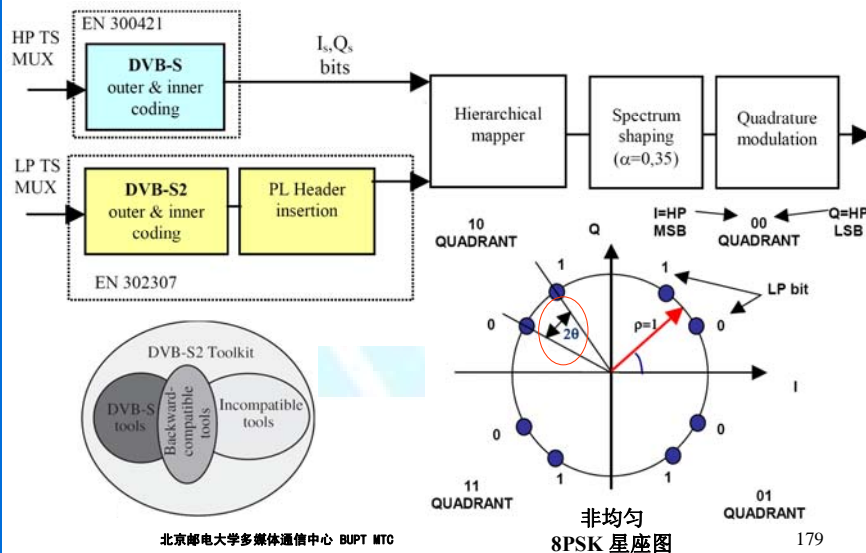 EN 300421
HP TS
MUX
DVB-S
outer & inner
coding
Is,Qs
bits
LP TS
MUX
DVB-S2
outer & inner
coding
PL Header
insertion
EN 302307
Hierarchical
mapper
Spectrum
shaping
(α=0,35)
Quadrature
modulation
DVB-S2 Toolkit
DVB-S
tools
Backward-
compatible
tools
Incompatible
tools
10
QUADRANT
Q
I=HP
MSB
00
QUADRANT
Q=HP
LSB
1
1
LP bit
0
0
2θ
ρ=1
I
0
0
1
1
11
QUADRANT
01
QUADRANT
非均匀
8PSK 星座图
北京邮电大学多媒体通信中心 BUPT MTC
179